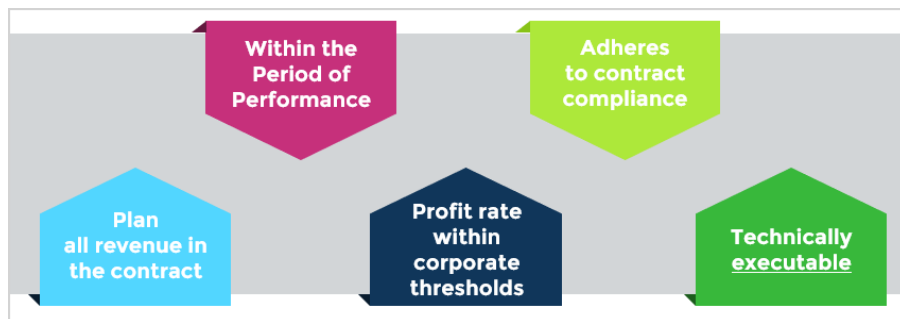 Plan
all revenue in
the contract
Within the
Period of
Performance
Profit rate
within
corporate
thresholds
Adheres
to contract
compliance
Technically
executable